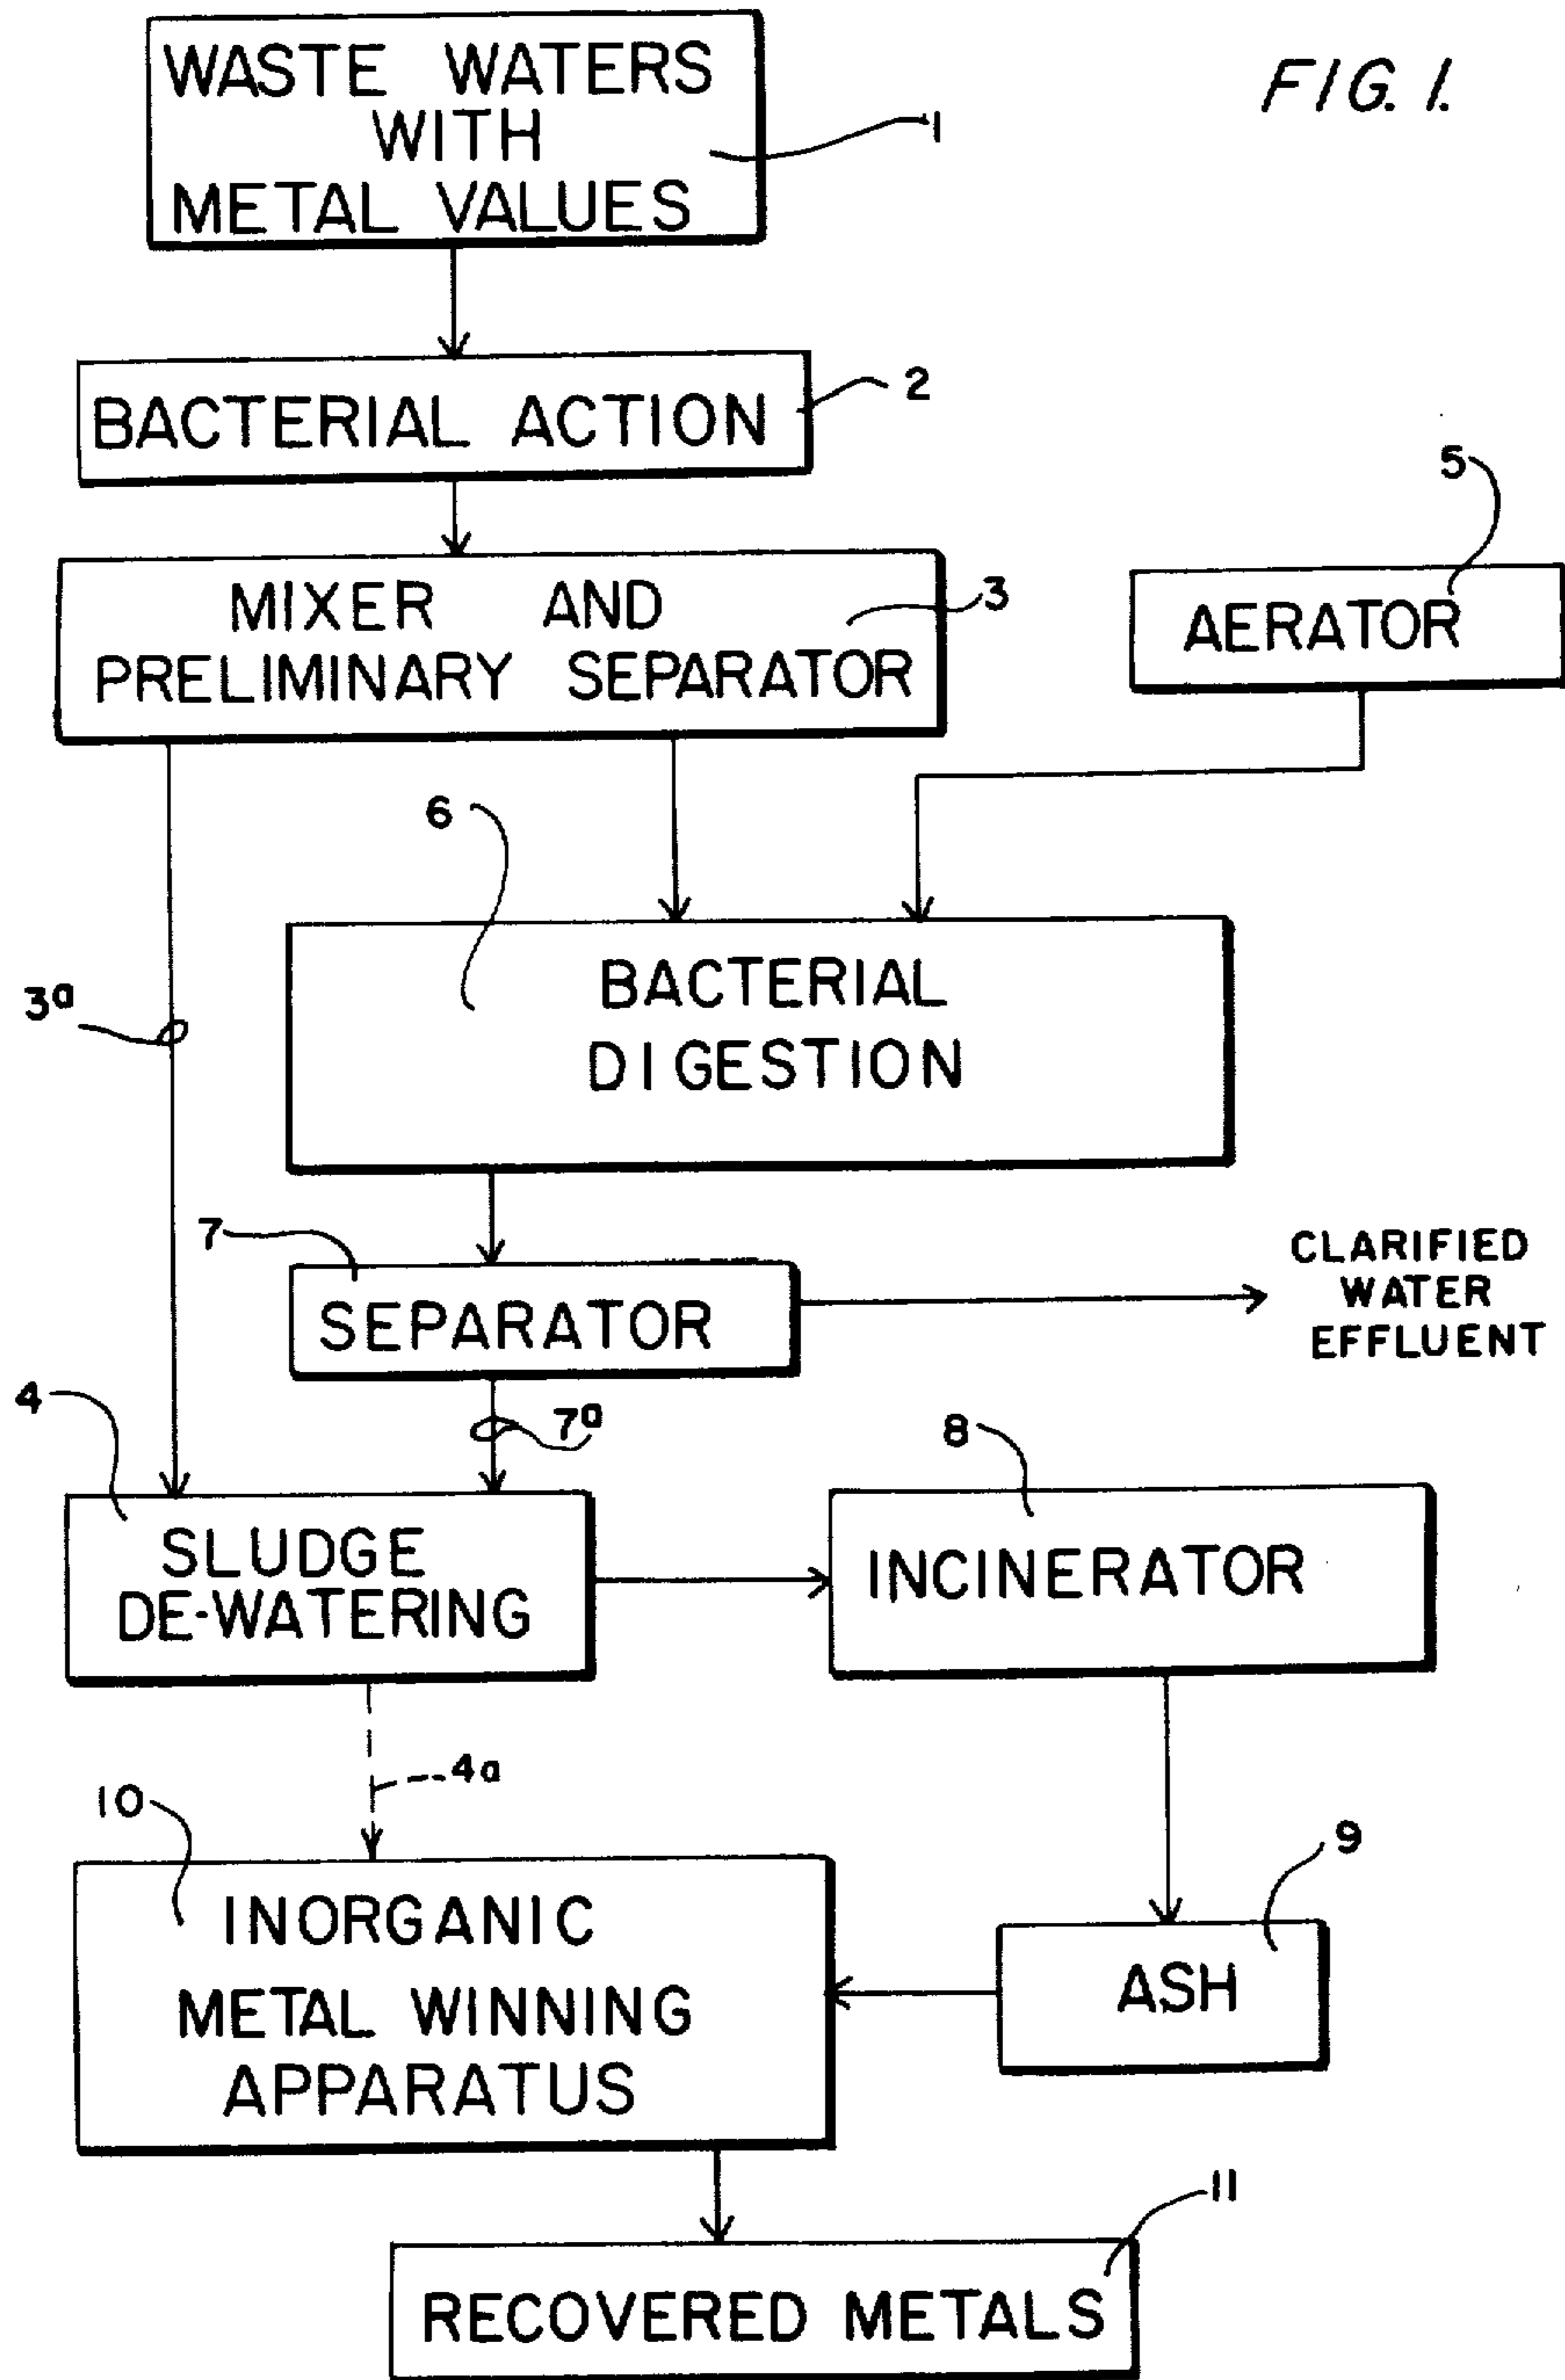 FIG. 1.
WASTE WATERS
WITH
METAL VALUES
1
BACTERIAL ACTION
2
MIXER AND
PRELIMINARY SEPARATOR
3
5
AERATOR
6
3a
BACTERIAL
DIGESTION
7
SEPARATOR
CLARIFIED
WATER
EFFLUENT
4
7a
8
SLUDGE
DE-WATERING
INCINERATOR
4a
10
9
INORGANIC
METAL WINNING
APPARATUS
ASH
11
RECOVERED METALS